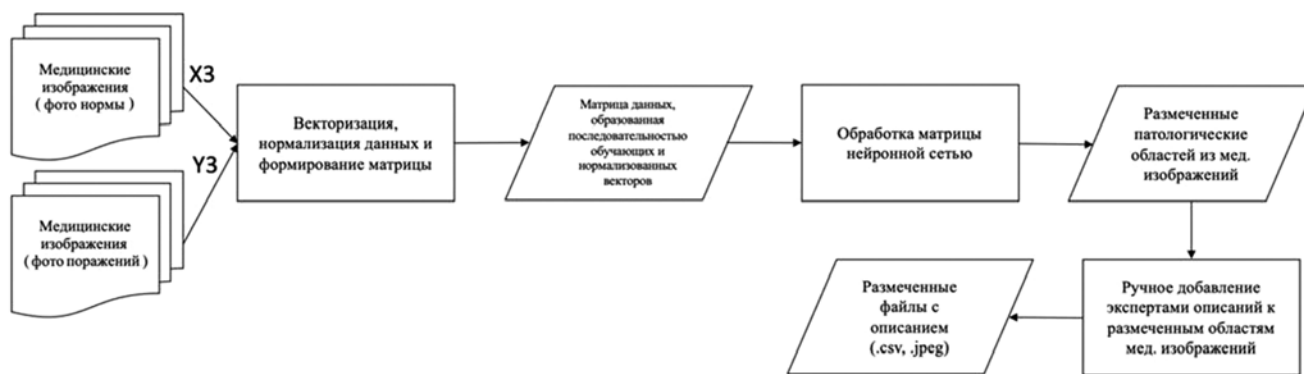 Медицинские
изображения
( фото нормы )
X3
Медицинские
изображения
( фото поражений )
Y3
Векторизация,
нормализация данных и
формирование матрицы
Матрица данных,
образованная
последовательностью
обучающих и
нормализованных
векторов
Обработка матрицы
нейронной сетью
Размеченные
патологические
областей из мед.
изображений
Ручное добавление
экспертами описаний к
размеченным областям
мед. изображений
Размеченные
файлы с
описанием
(.csv, .jpeg)